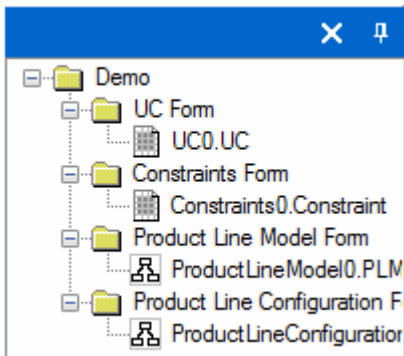 Demo
UC Form
UC0.UC
Constraints Form
Constraints0.Constraint
Product Line Model Form
ProductLineModel0.PLM
Product Line Configuration F
ProductLineConfiguration